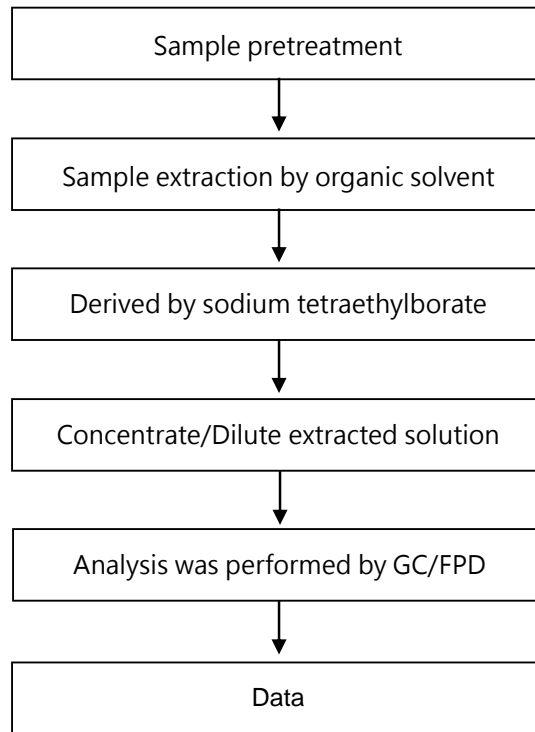 Sample pretreatment
Sample extraction by organic solvent
Derived by sodium tetraethylborate
Concentrate/Dilute extracted solution
Analysis was performed by GC/FPD
Data